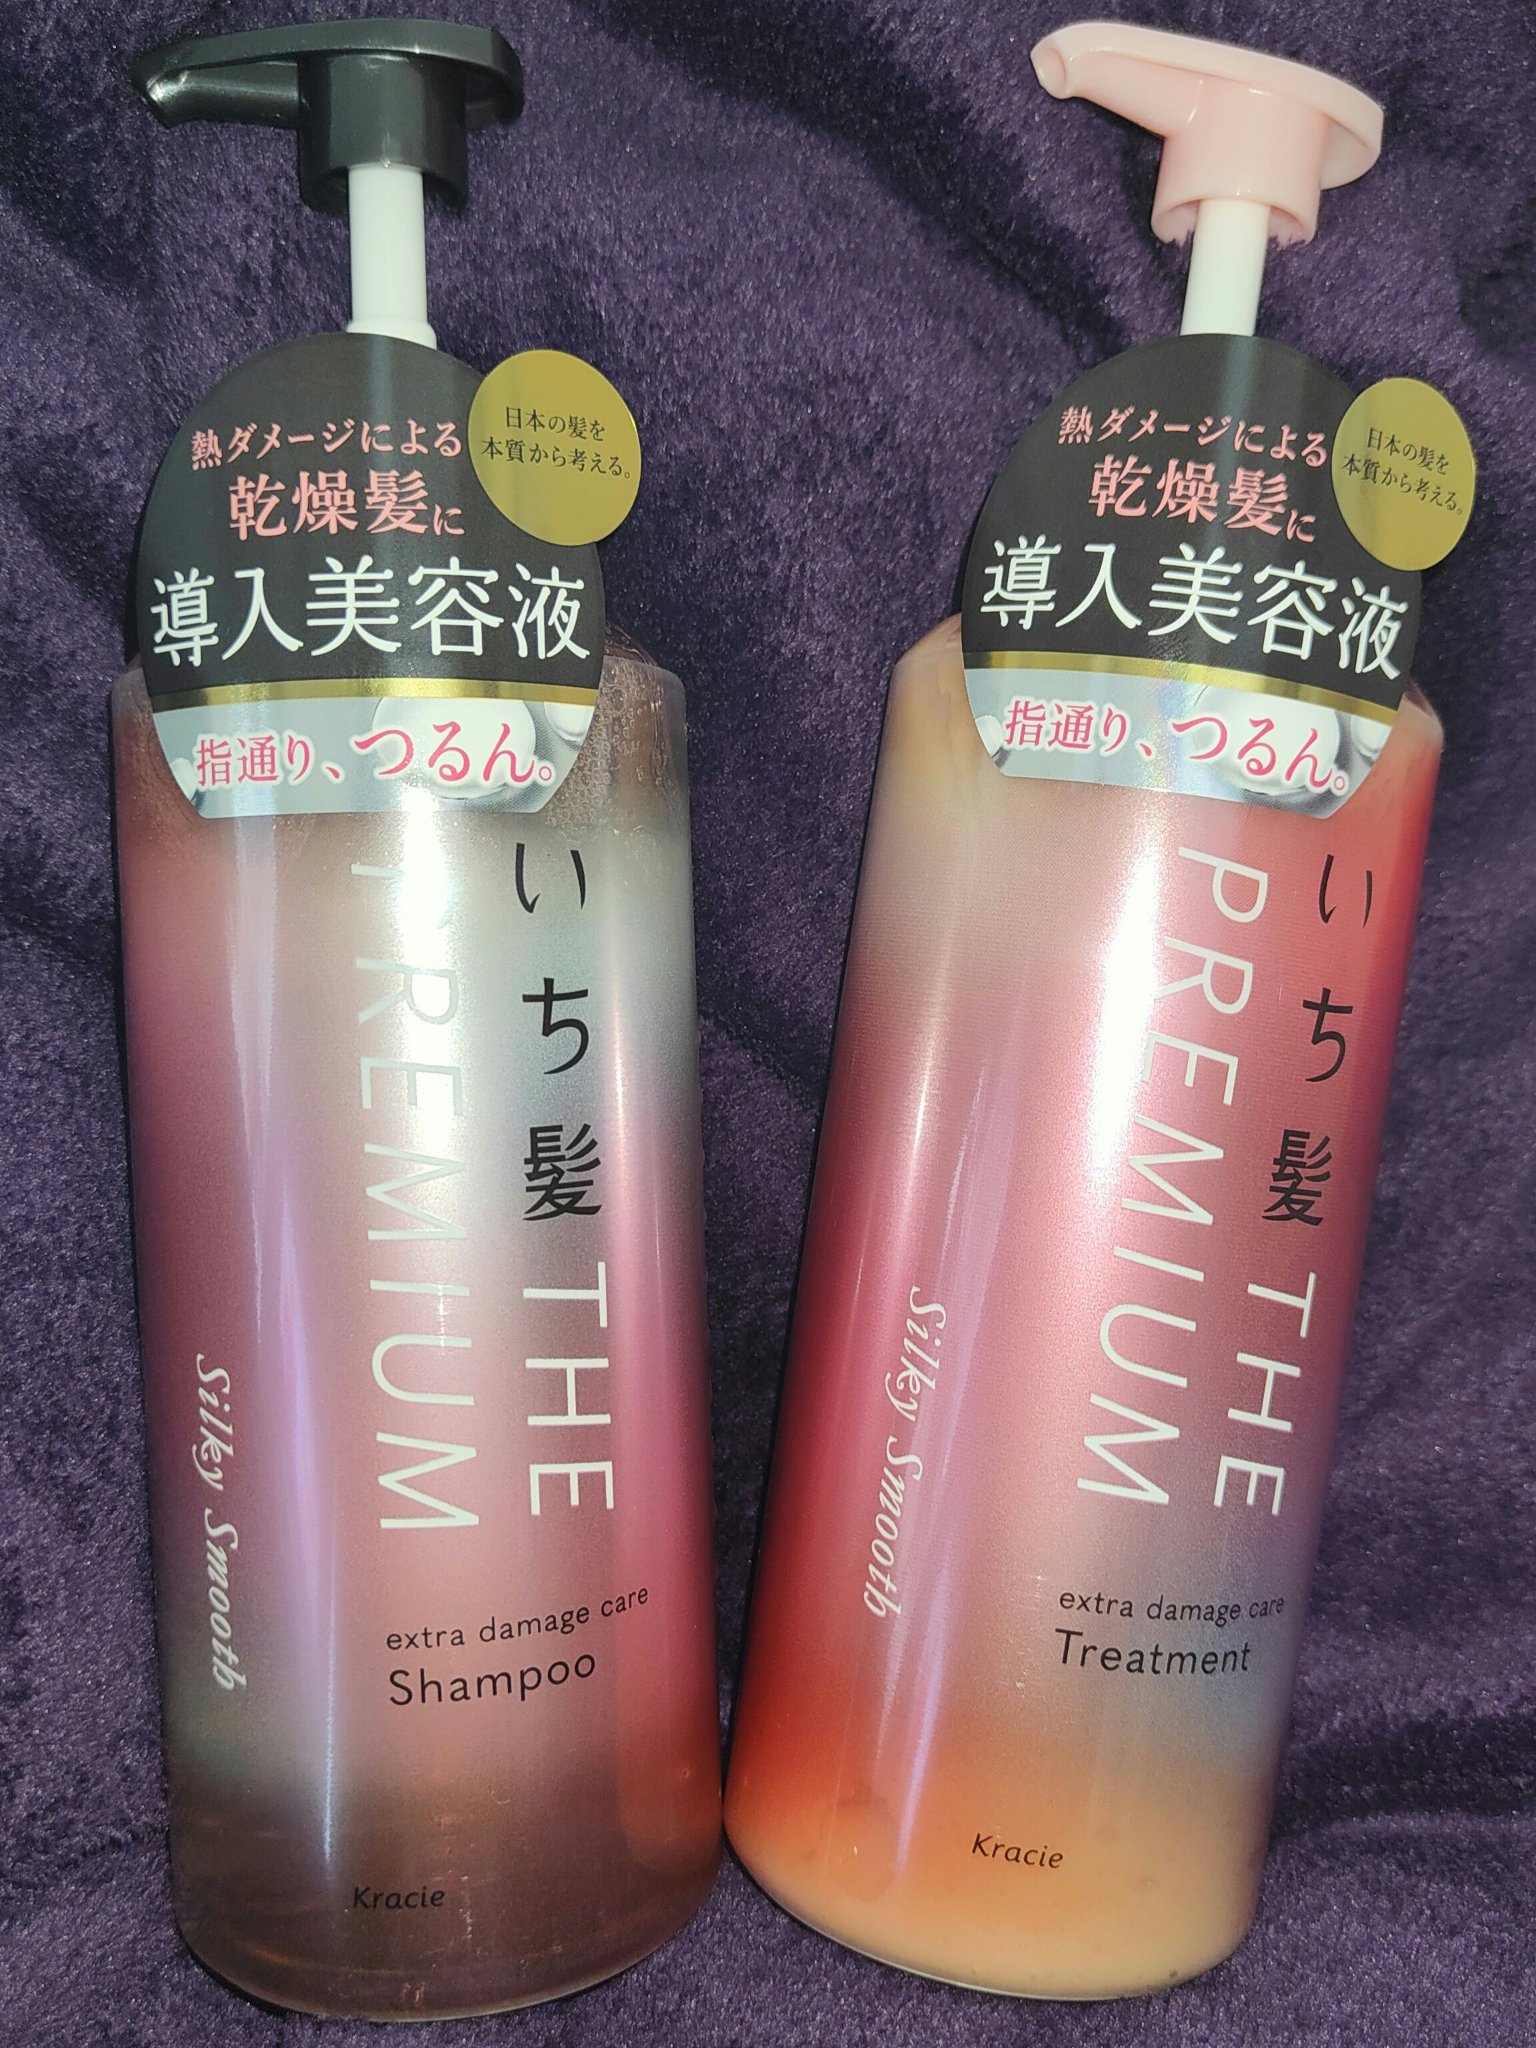 熱ダメージによる
乾燥髪に
導入美容液
指通り、つるん。
日本の髪を
本質から考える。
いち髪 THE
PREMIUM
Silky Smooth
extra damage care
Shampoo
Kracie
熱ダメージによる
乾燥髪に
導入美容液
指通り、つるん。
日本の髪を
本質から考える。
いち髪 THE
PREMIUM
Silky Smooth
extra damage care
Treatment
Kracie